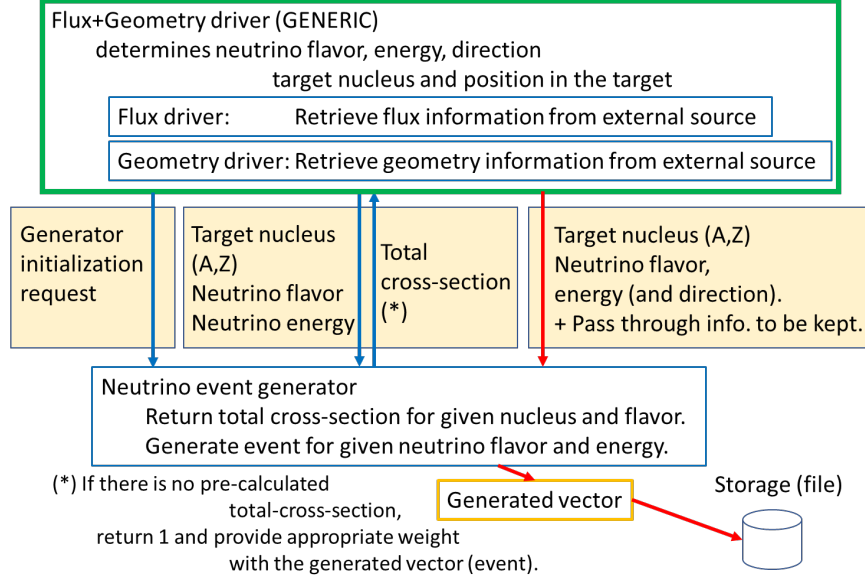 Flux+Geometry driver (GENERIC)
determines neutrino flavor, energy, direction
target nucleus and position in the target
Flux driver: Retrieve flux information from external source
Geometry driver: Retrieve geometry information from external source
Generator
initialization
request
Target nucleus
(A,Z)
Neutrino flavor
Neutrino energy
Total
cross-section
(*)
Target nucleus (A,Z)
Neutrino flavor,
energy (and direction).
+ Pass through info. to be kept.
Neutrino event generator
Return total cross-section for given nucleus and flavor.
Generate event for given neutrino flavor and energy.
(*) If there is no pre-calculated
total-cross-section,
return 1 and provide appropriate weight
with the generated vector (event).
Generated vector
Storage (file)